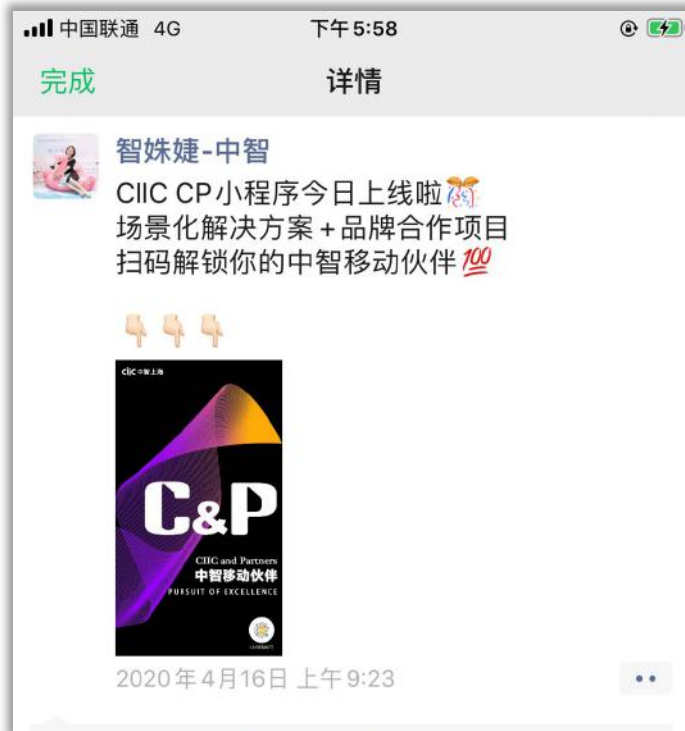 中国联通 4G 下午5:58
完成 详情
智姝婕-中智
CIIC CP小程序今日上线啦🎊
场景化解决方案+品牌合作项目
扫码解锁你的中智移动伙伴💯
👇🏻👇🏻👇🏻
ciic中智上海
C&P
CIIC and Partners
中智移动伙伴
PURSUIT OF EXCELLENCE
2020年4月16日 上午9:23